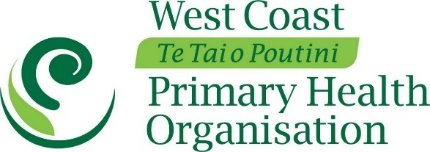 West Coast
Te Tai o Poutini
Primary Health
Organisation